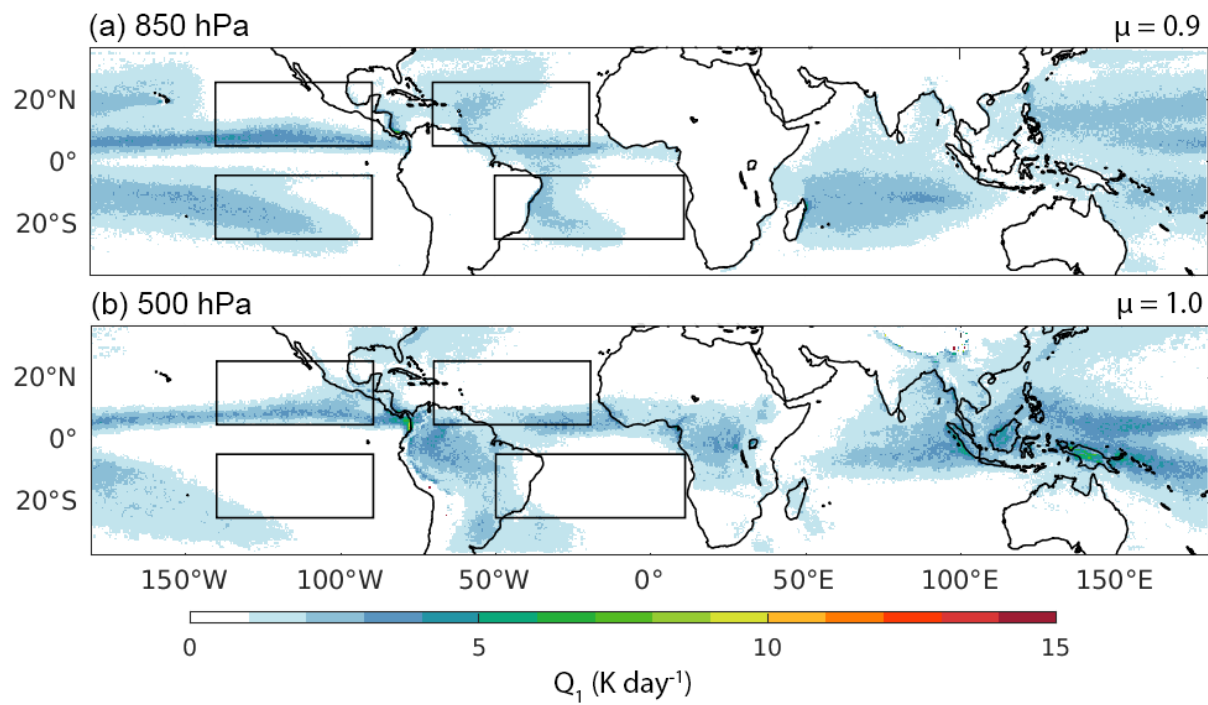 (a) 850 hPa μ = 0.9
20°N
0°
20°S
(b) 500 hPa μ = 1.0
20°N
0°
20°S
150°W 100°W 50°W 0° 50°E 100°E 150°E
0 5 10 15
Q₁ (K day⁻¹)